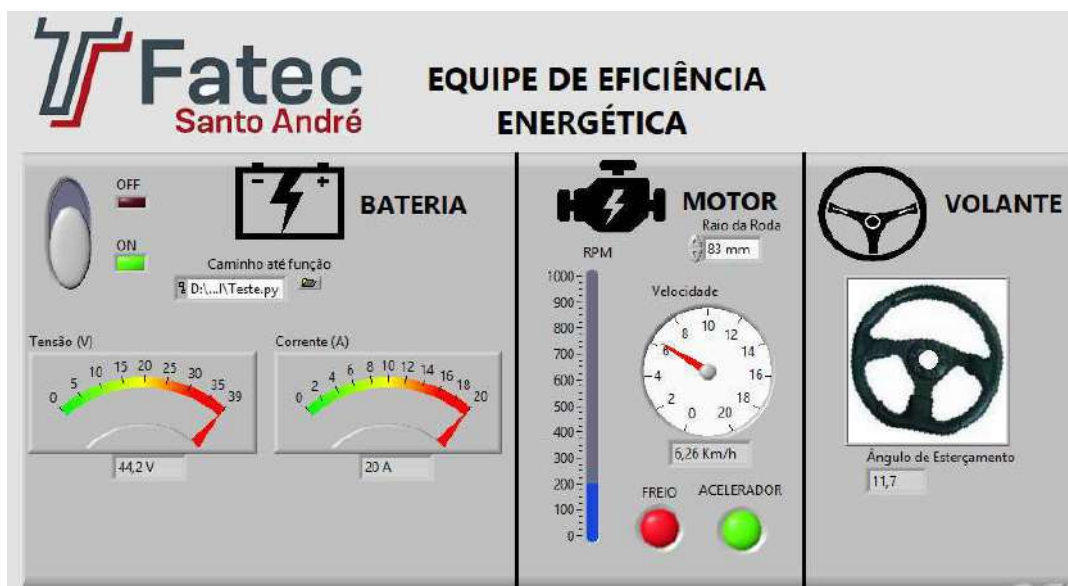 Fatec
Santo André
EQUIPE DE EFICIÊNCIA
ENERGÉTICA
OFF
ON
- +
BATERIA
Caminho até função
D:\...l\Teste.py
Tensão (V)
0 5 10 15 20 25 30 35 39
44,2 V
Corrente (A)
0 2 4 6 8 10 12 14 16 18 20
20 A
MOTOR
Raio da Roda
83 mm
RPM
1000
900
800
700
600
500
400
300
200
100
0
Velocidade
0 2 4 6 8 10 12 14 16 18 20
6,26 Km/h
FREIO
ACELERADOR
VOLANTE
Ângulo de Esterçamento
11,7